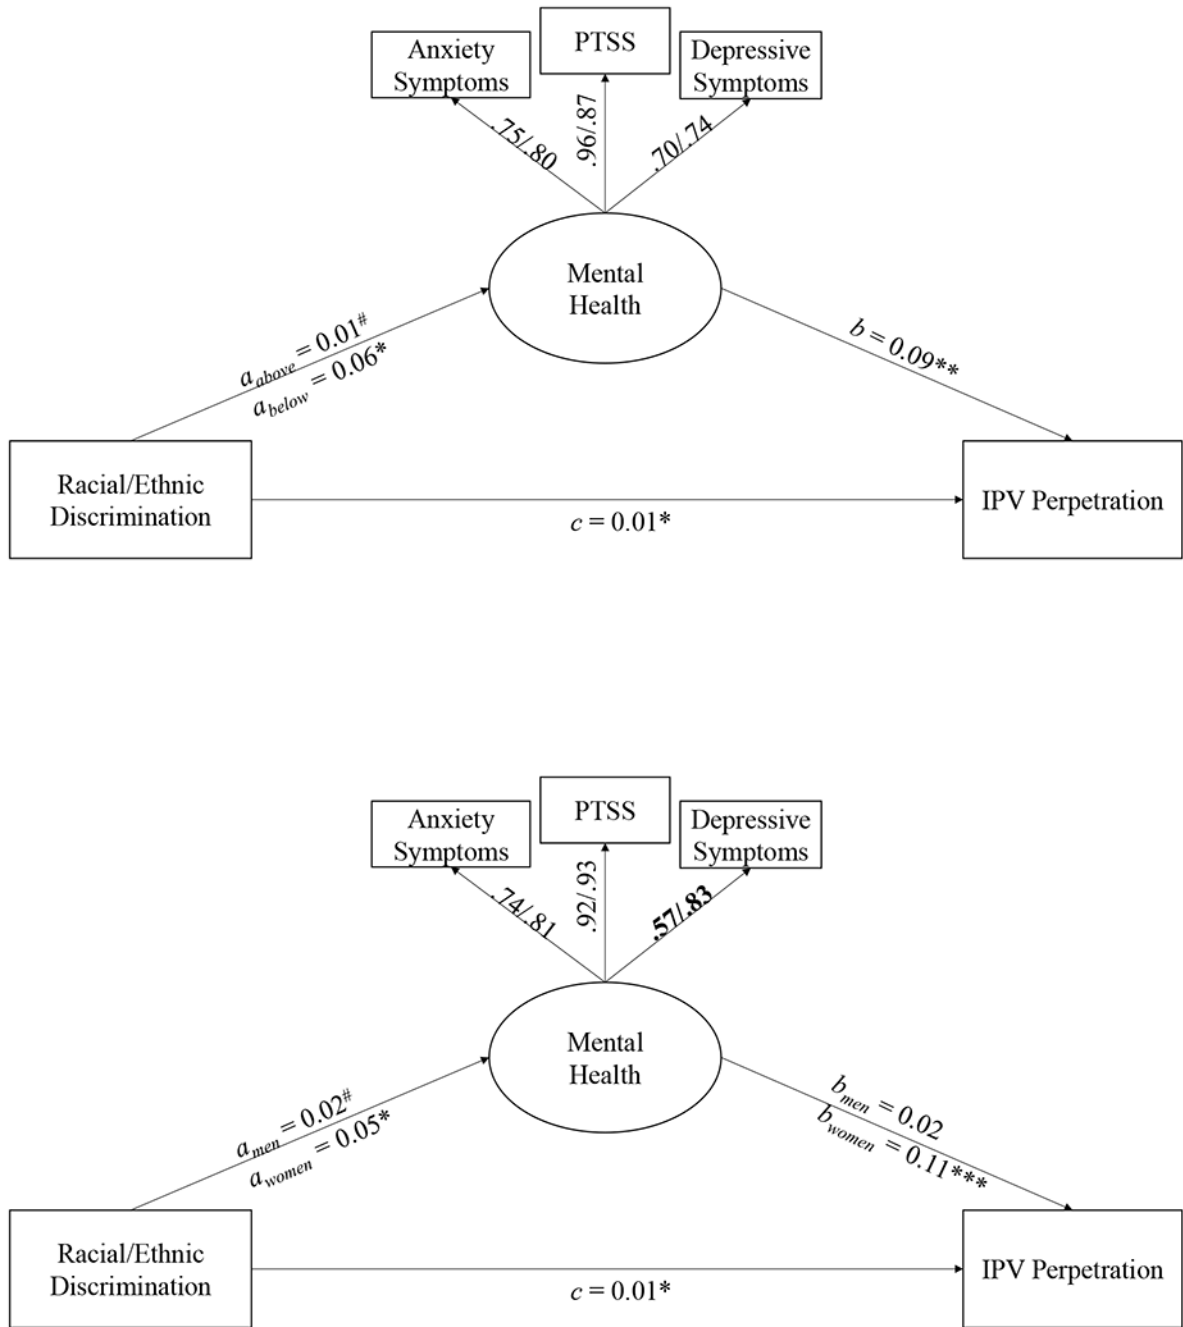 PTSS
Anxiety
Symptoms
Depressive
Symptoms
.75/.80
.96/.87
.70/.74
Mental
Health
a_above = 0.01#
a_below = 0.06*
b = 0.09**
Racial/Ethnic
Discrimination
IPV Perpetration
c = 0.01*
PTSS
Anxiety
Symptoms
Depressive
Symptoms
.74/.81
.92/.93
.57/.83
Mental
Health
a_men = 0.02#
a_women = 0.05*
b_men = 0.02
b_women = 0.11***
Racial/Ethnic
Discrimination
IPV Perpetration
c = 0.01*